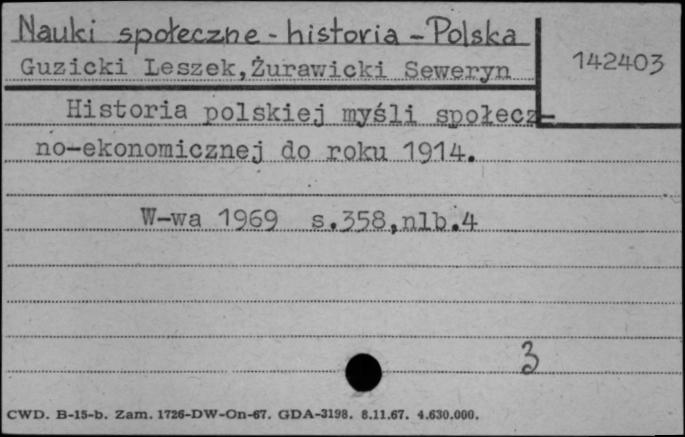 Nauki społeczne - historia - Polska
142403
Guzicki Leszek,Żurawicki Seweryn
Historia polskiej myśli społecz-
no-ekonomicznej do roku 1914.
W-wa 1969 s.358,nlb.4
3
CWD. B-15-b. Zam. 1726-DW-On-67. GDA-3198. 8.11.67. 4.630.000.